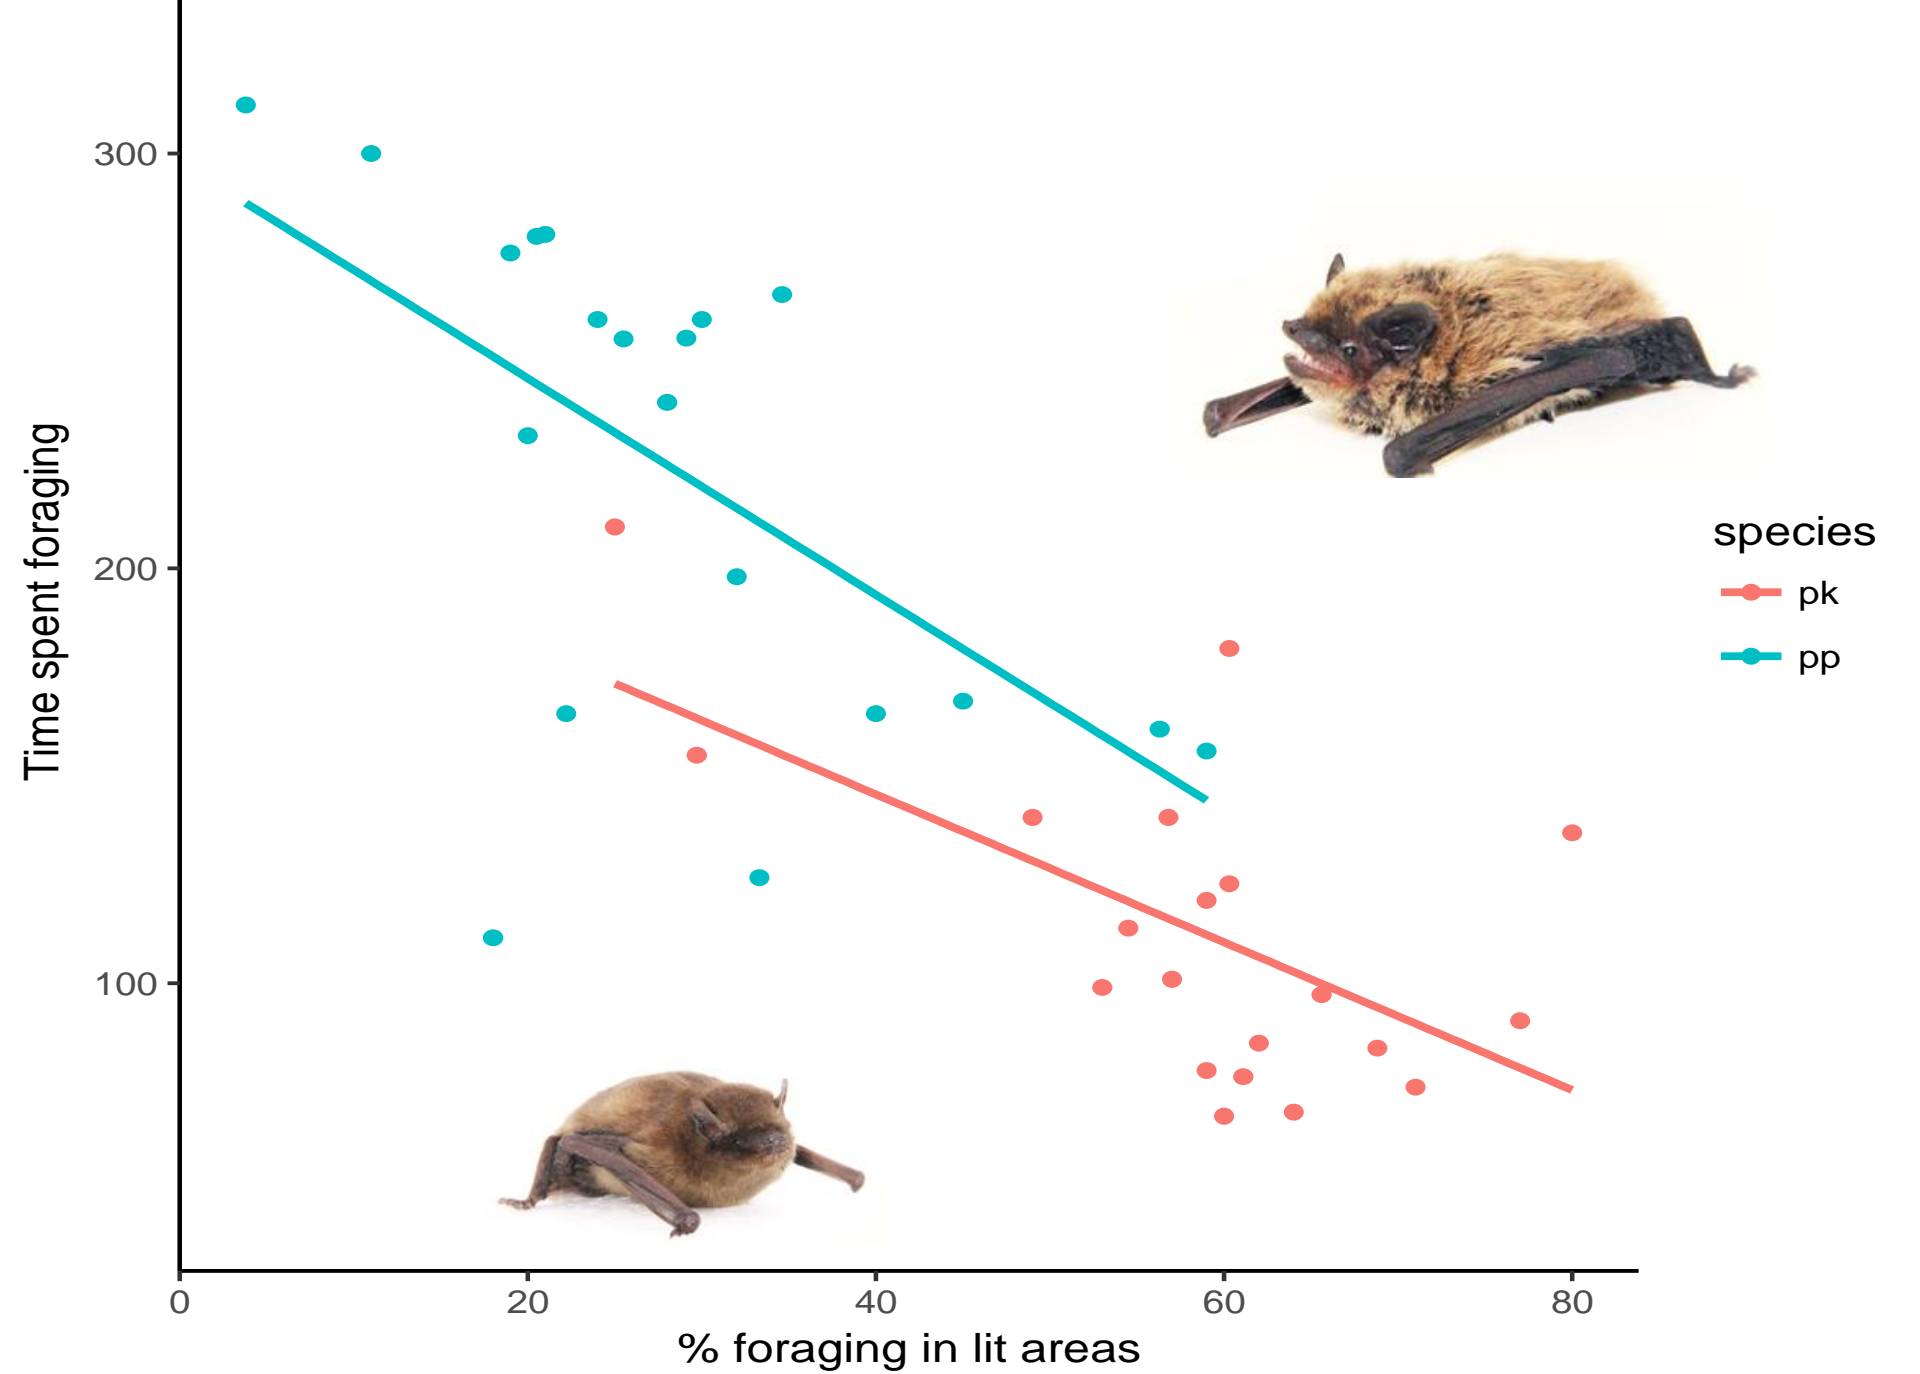 300
200
100
Time spent foraging
0 20 40 60 80
% foraging in lit areas
species
pk
pp